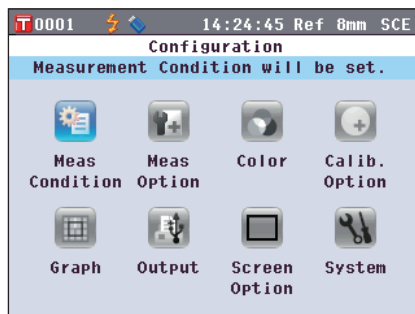 T 0001 14:24:45 Ref 8mm SCE
Configuration
Measurement Condition will be set.
Meas Condition
Meas Option
Color
Calib. Option
Graph
Output
Screen Option
System